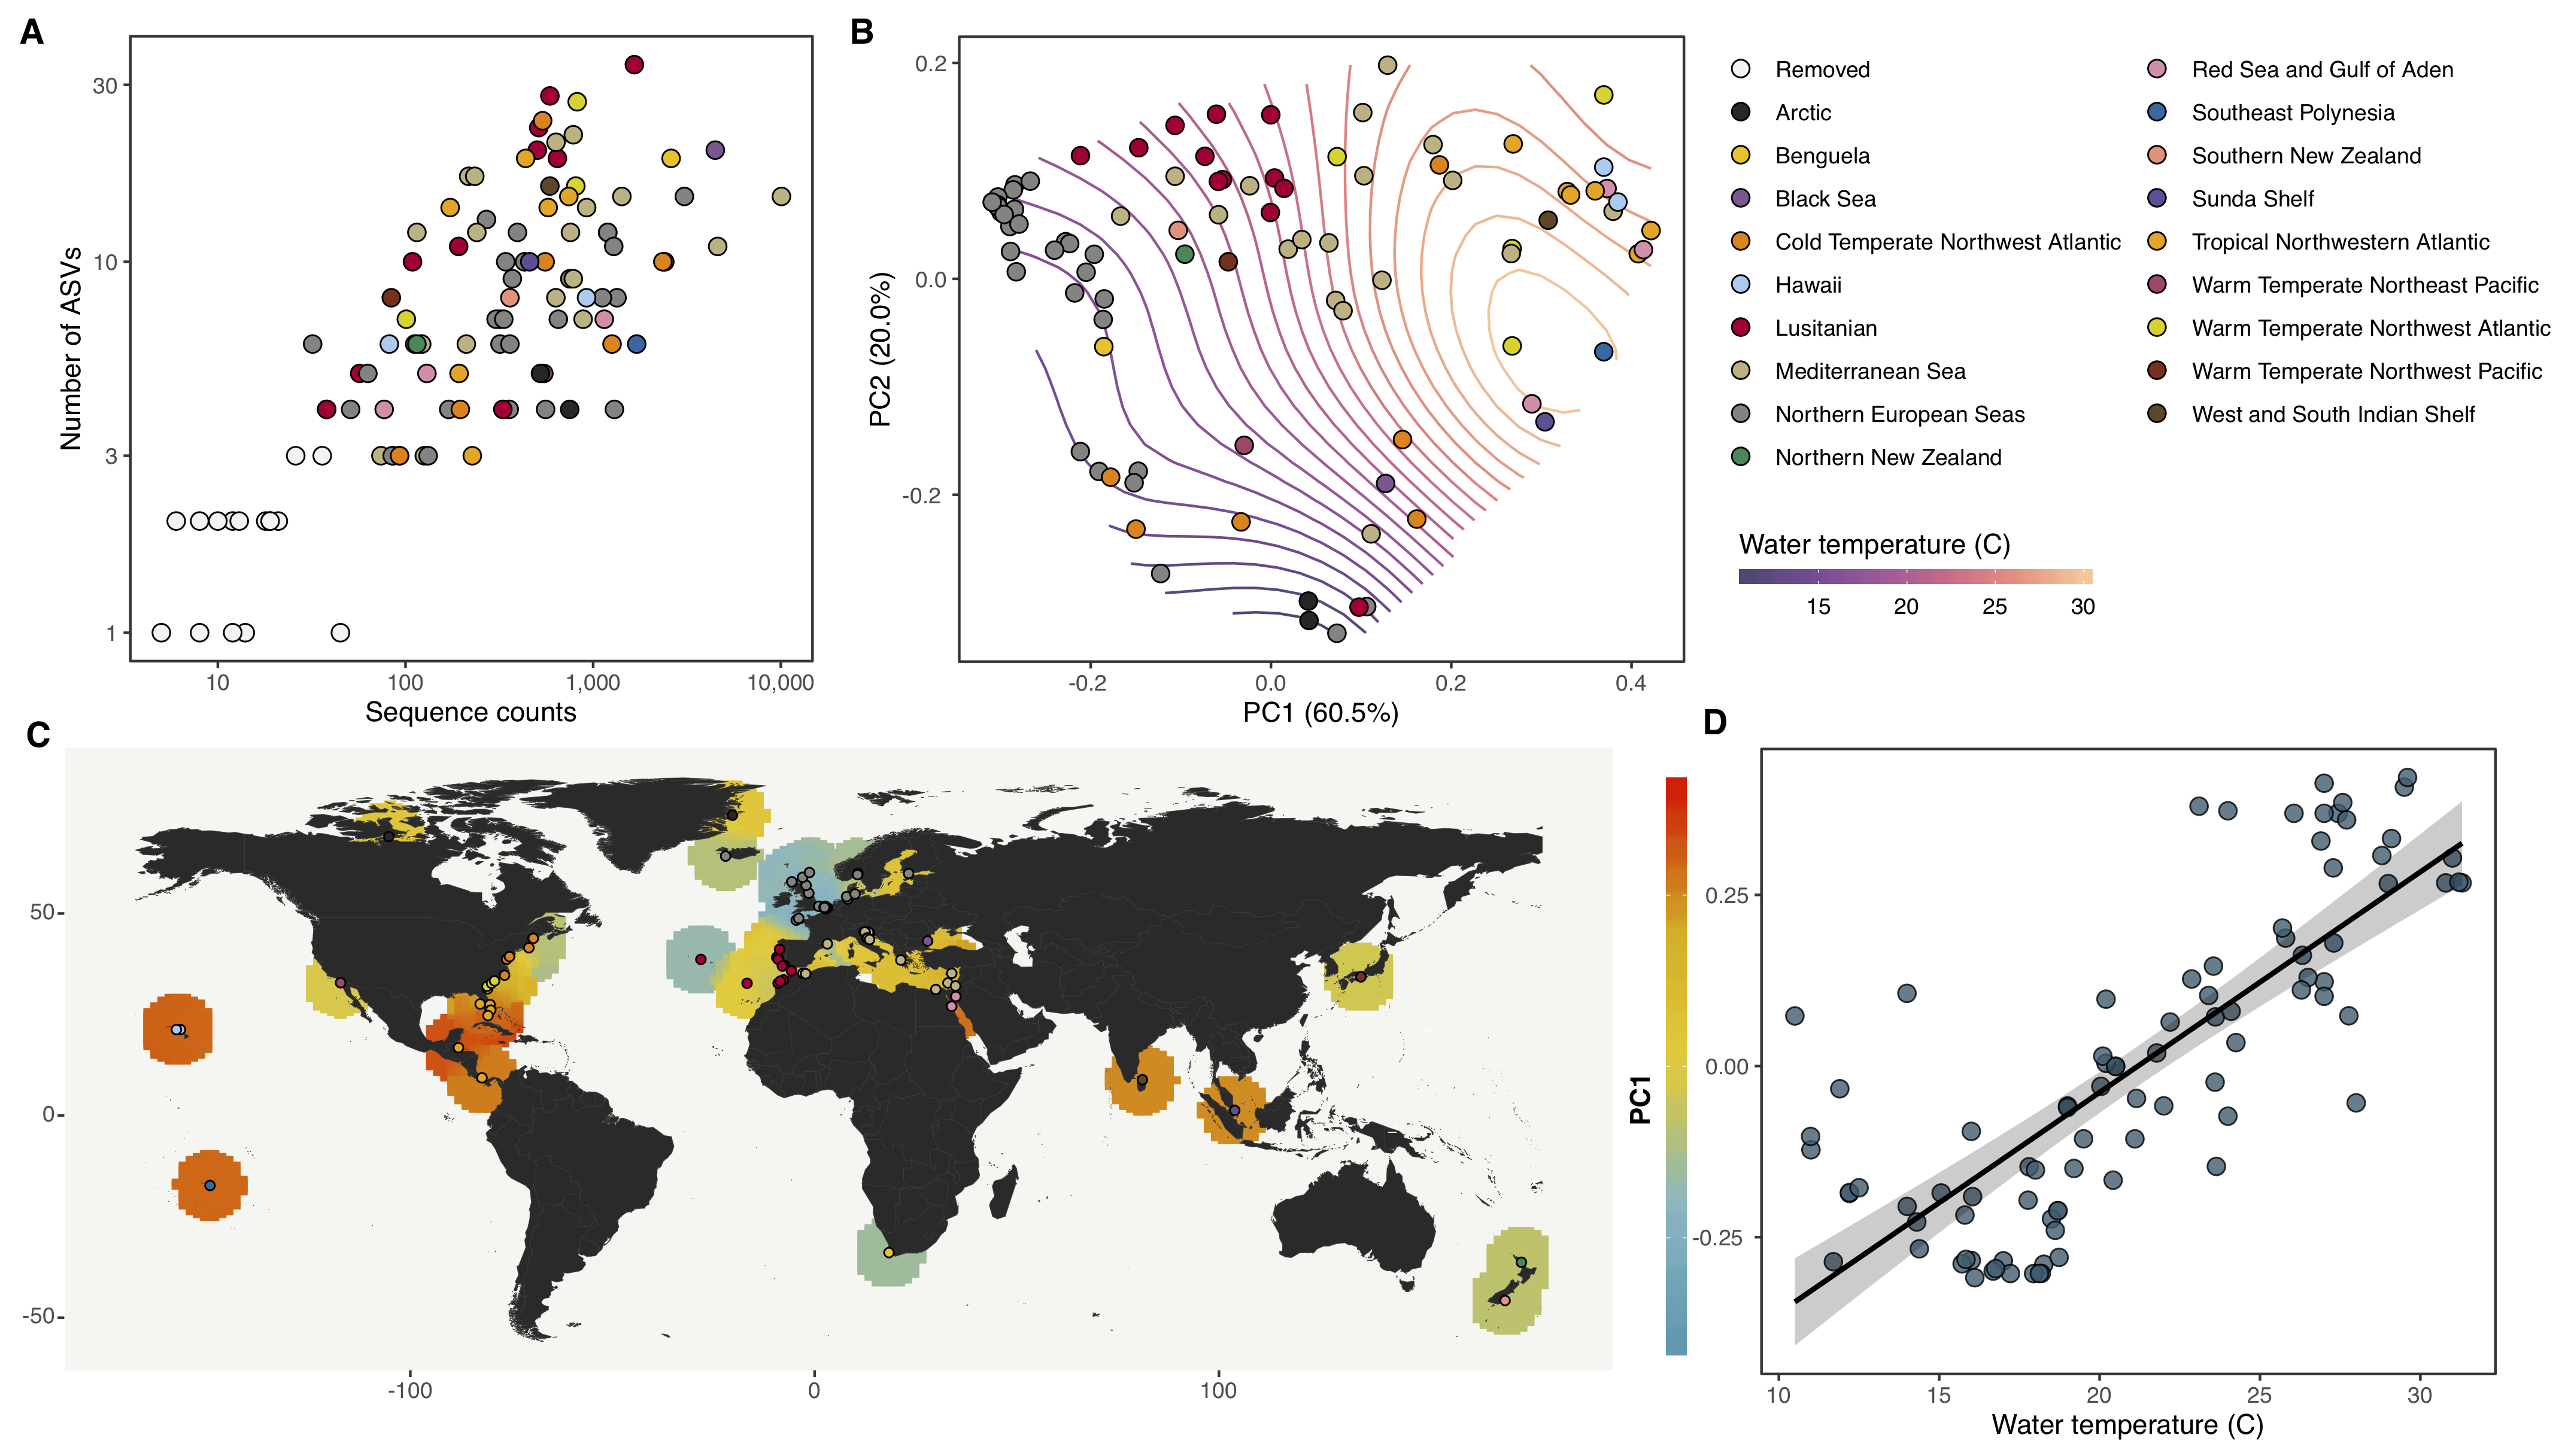 A
30
10
3
1
Number of ASVs
10
100
1,000
10,000
Sequence counts
B
0.2
0.0
-0.2
PC2 (20.0%)
-0.2
0.0
0.2
0.4
PC1 (60.5%)
Removed
Arctic
Benguela
Black Sea
Cold Temperate Northwest Atlantic
Hawaii
Lusitanian
Mediterranean Sea
Northern European Seas
Northern New Zealand
Red Sea and Gulf of Aden
Southeast Polynesia
Southern New Zealand
Sunda Shelf
Tropical Northwestern Atlantic
Warm Temperate Northeast Pacific
Warm Temperate Northwest Atlantic
Warm Temperate Northwest Pacific
West and South Indian Shelf
Water temperature (C)
15
20
25
30
C
50
0
-50
-100
0
100
D
PC1
0.25
0.00
-0.25
10
15
20
25
30
Water temperature (C)